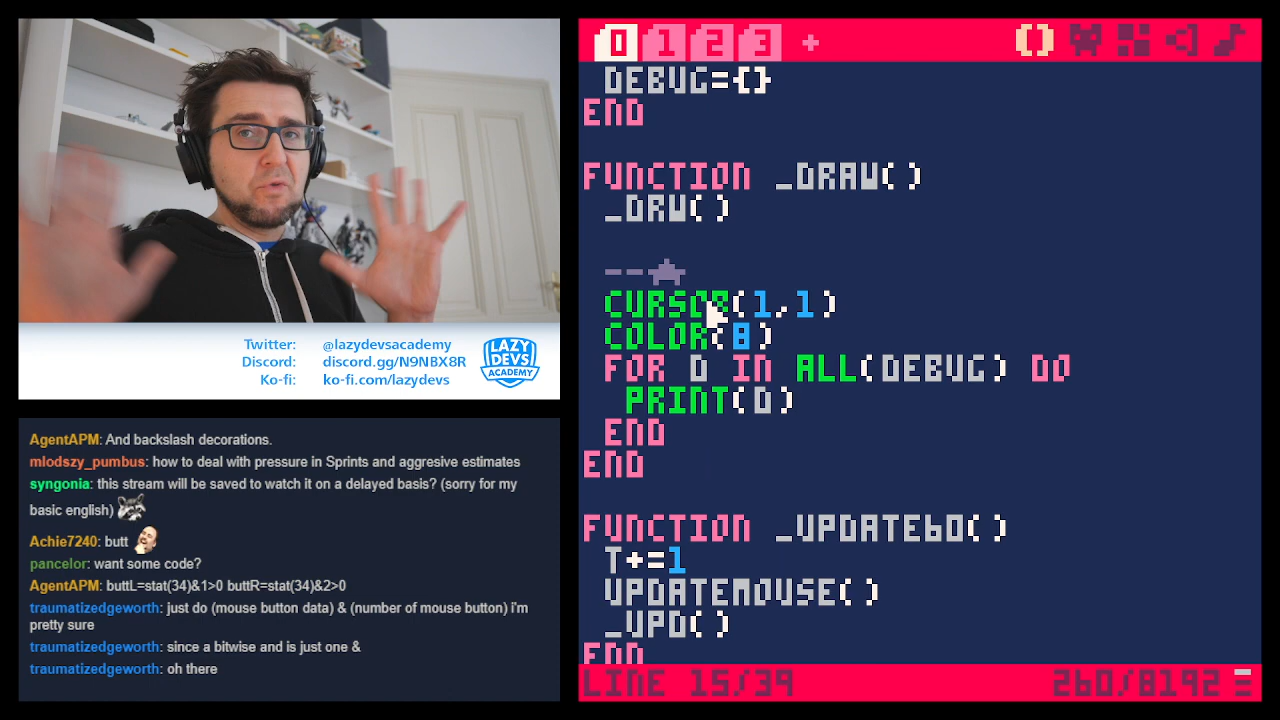 Twitter: @lazydevsacademy
Discord: discord.gg/N9NBX8R
Ko-fi: ko-fi.com/lazydevs
LAZY
DEVS
ACADEMY
AgentAPM: And backslash decorations.
mlodszy_pumbus: how to deal with pressure in Sprints and aggresive estimates
syngonia: this stream will be saved to watch it on a delayed basis? (sorry for my
basic english)
Achie7240: butt
pancelor: want some code?
AgentAPM: buttL=stat(34)&1>0 buttR=stat(34)&2>0
traumatizedgeworth: just do (mouse button data) & (number of mouse button) i'm
pretty sure
traumatizedgeworth: since a bitwise and is just one &
traumatizedgeworth: oh there
0 1 2 3 +
DEBUG={}
END
FUNCTION _DRAW()
_DRW()
--
CURSOR(1,1)
COLOR(8)
FOR D IN ALL(DEBUG) DO
PRINT(D)
END
END
FUNCTION _UPDATE60()
T+=1
UPDATEMOUSE()
_UPD()
END
LINE 15/39 260/8192